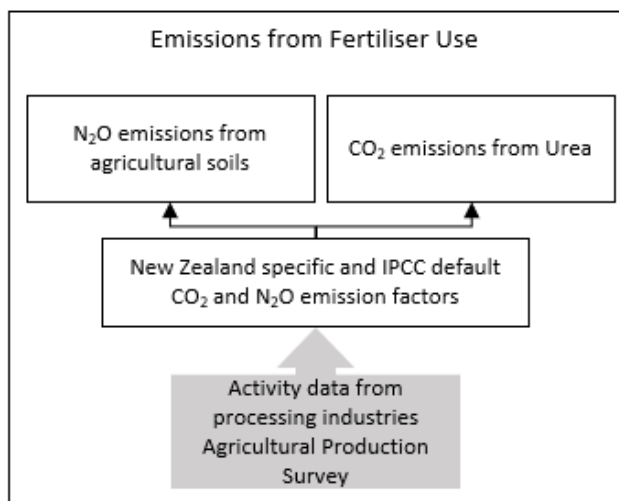 Emissions from Fertiliser Use
N₂O emissions from
agricultural soils
CO₂ emissions from Urea
New Zealand specific and IPCC default
CO₂ and N₂O emission factors
Activity data from
processing industries
Agricultural Production
Survey